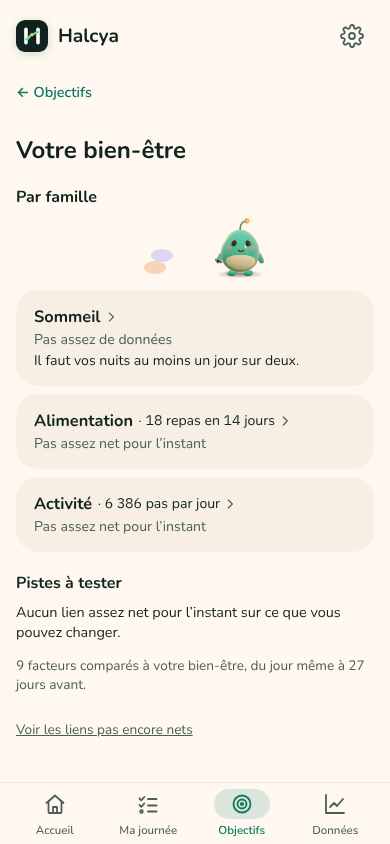 Halcya
← Objectifs
Votre bien-être
Par famille
Sommeil
Pas assez de données
Il faut vos nuits au moins un jour sur deux.
Alimentation · 18 repas en 14 jours
Pas assez net pour l'instant
Activité · 6 386 pas par jour
Pas assez net pour l'instant
Pistes à tester
Aucun lien assez net pour l'instant sur ce que vous
pouvez changer.
9 facteurs comparés à votre bien-être, du jour même à 27
jours avant.
Voir les liens pas encore nets
Accueil Ma journée Objectifs Données